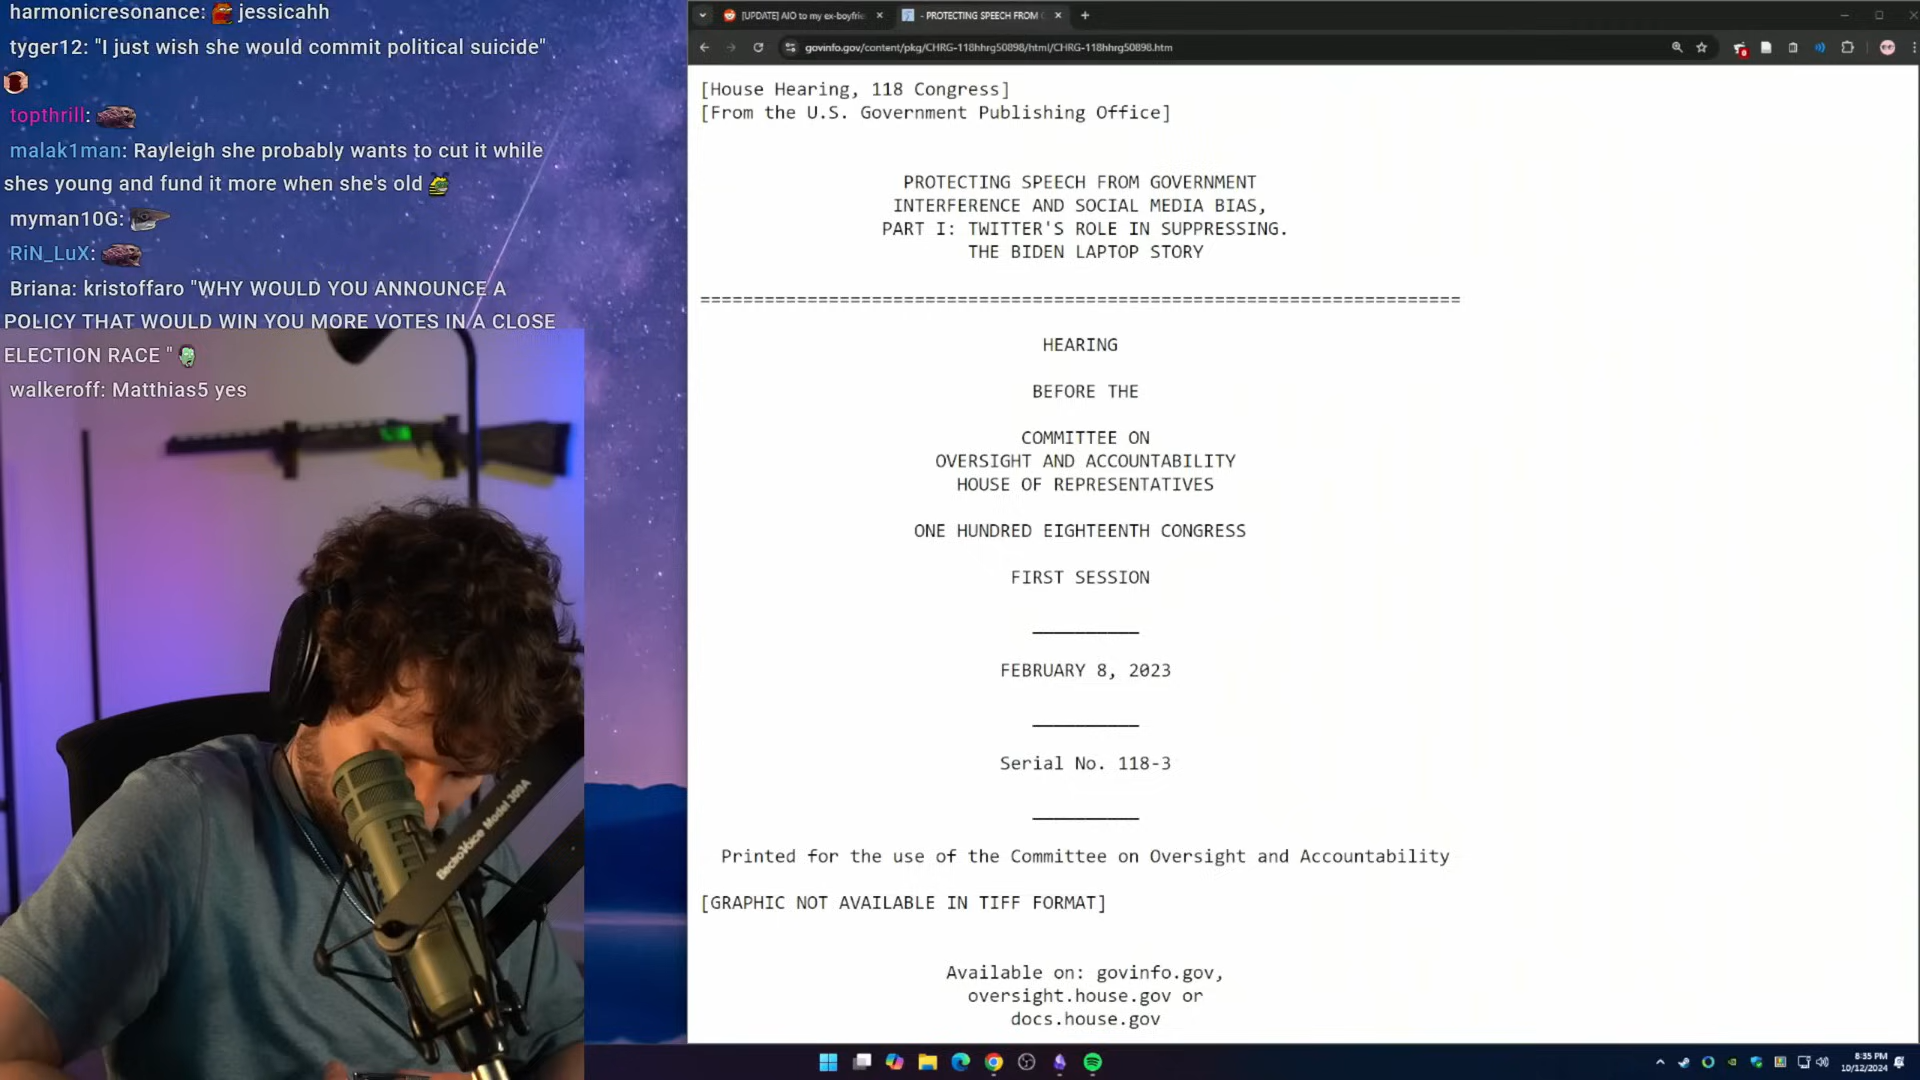 harmonicresonance: jessicahh
tyger12: "I just wish she would commit political suicide"
topthrill:
malak1man: Rayleigh she probably wants to cut it while
shes young and fund it more when she's old
myman10G:
RiN_LuX:
Briana: kristoffaro "WHY WOULD YOU ANNOUNCE A
POLICY THAT WOULD WIN YOU MORE VOTES IN A CLOSE
ELECTION RACE "
walkeroff: Matthias5 yes
ElectroVoice Model 309A
[UPDATE] AIO to my ex-boyfrie
- PROTECTING SPEECH FROM G
govinfo.gov/content/pkg/CHRG-118hhrg50898/html/CHRG-118hhrg50898.htm
[House Hearing, 118 Congress]
[From the U.S. Government Publishing Office]
PROTECTING SPEECH FROM GOVERNMENT
INTERFERENCE AND SOCIAL MEDIA BIAS,
PART I: TWITTER'S ROLE IN SUPPRESSING.
THE BIDEN LAPTOP STORY
=======================================================================
HEARING
BEFORE THE
COMMITTEE ON
OVERSIGHT AND ACCOUNTABILITY
HOUSE OF REPRESENTATIVES
ONE HUNDRED EIGHTEENTH CONGRESS
FIRST SESSION
__________
FEBRUARY 8, 2023
__________
Serial No. 118-3
__________
Printed for the use of the Committee on Oversight and Accountability
[GRAPHIC NOT AVAILABLE IN TIFF FORMAT]
Available on: govinfo.gov,
oversight.house.gov or
docs.house.gov
8:35 PM
10/12/2024